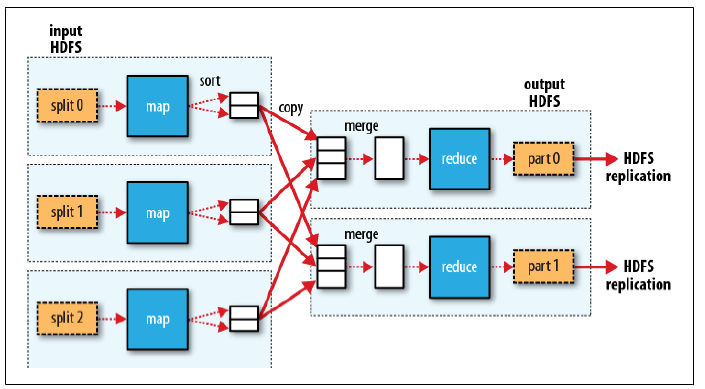 input
HDFS
split 0
map
sort
copy
split 1
map
split 2
map
output
HDFS
merge
reduce
part 0
HDFS
replication
merge
reduce
part 1
HDFS
replication